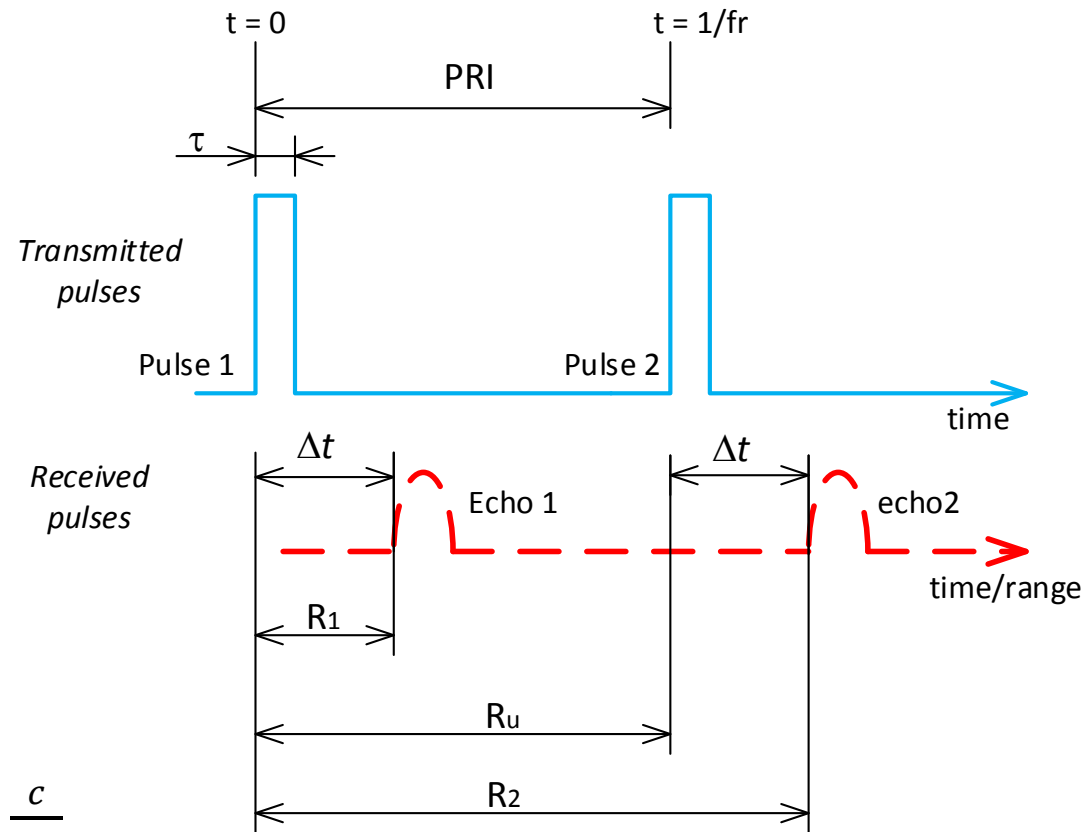 t = 0
t = 1/fr
PRI
τ
Transmitted
pulses
Pulse 1
Pulse 2
time
Δt
Δt
Received
pulses
Echo 1
echo2
time/range
R1
Ru
R2
c